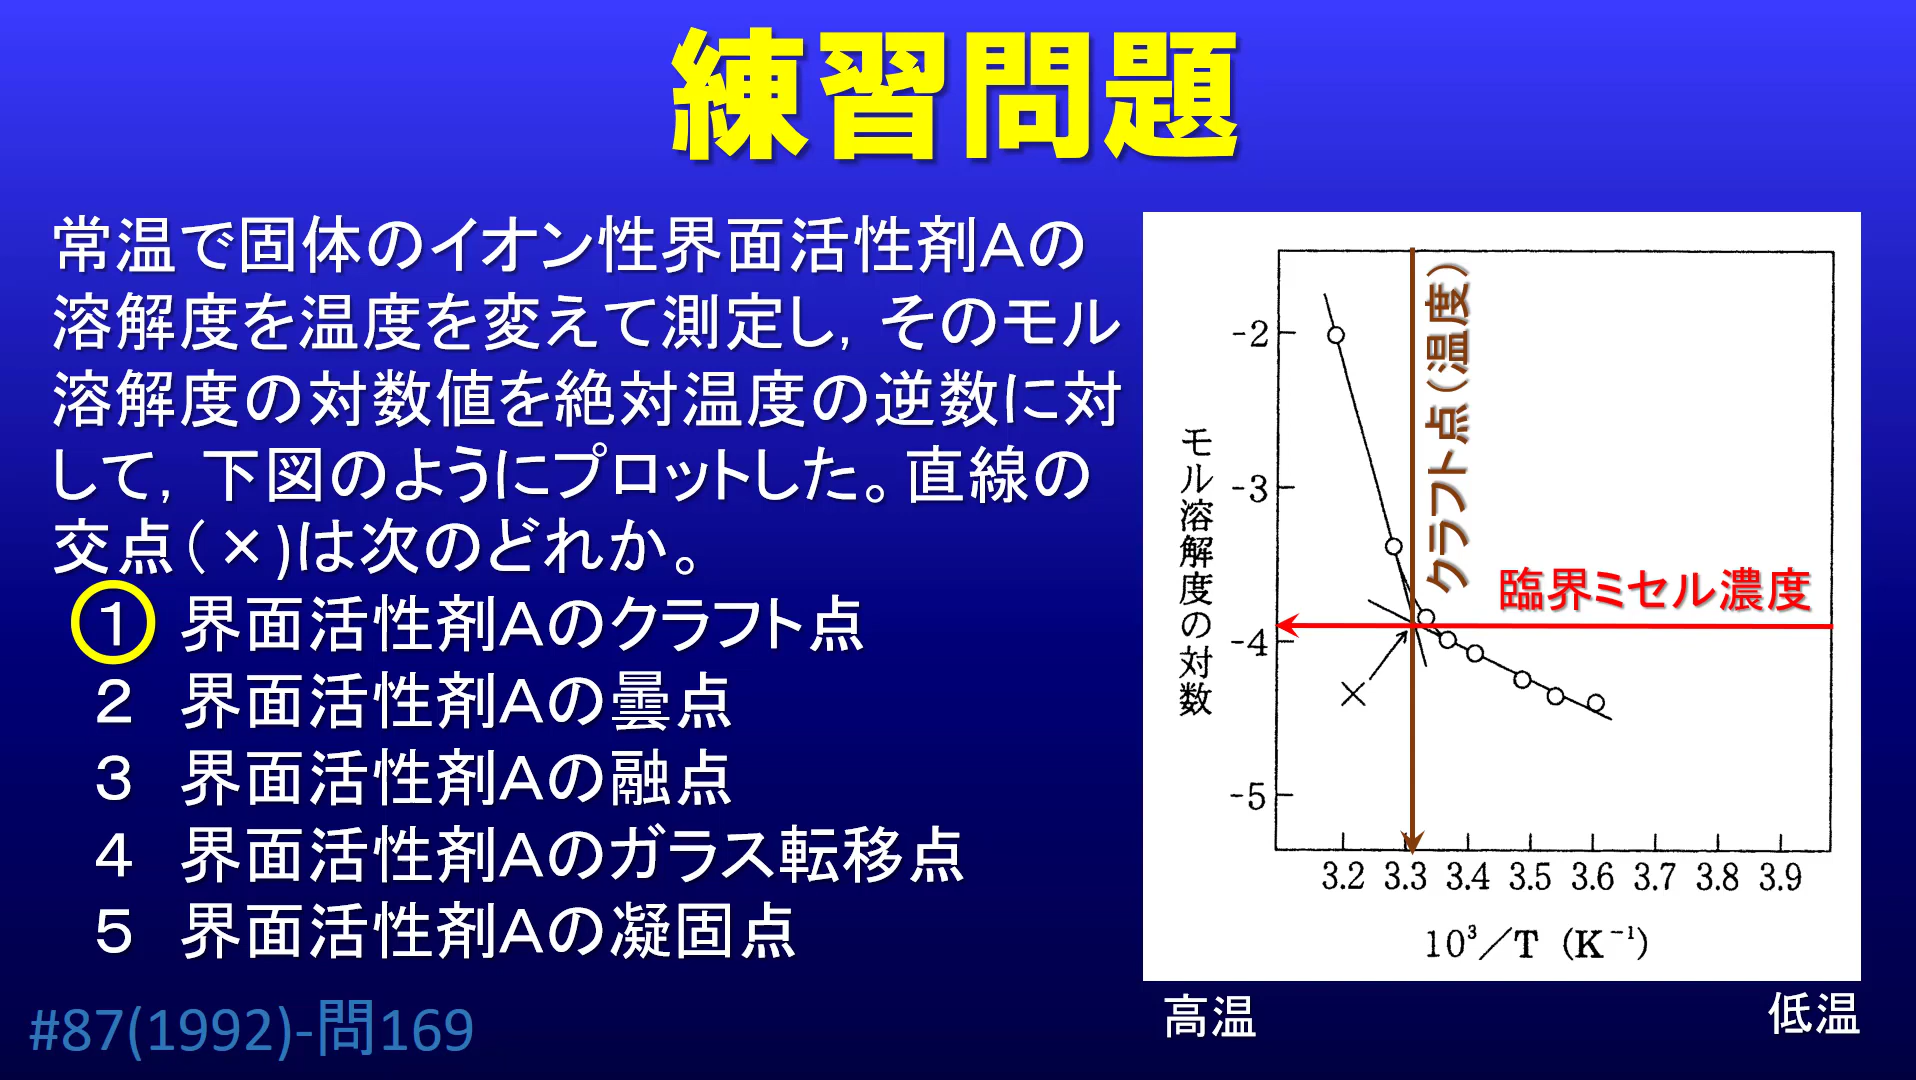 練習問題
常温で固体のイオン性界面活性剤Aの
溶解度を温度を変えて測定し，そのモル
溶解度の対数値を絶対温度の逆数に対
して，下図のようにプロットした。直線の
交点（×)は次のどれか。
１ 界面活性剤Aのクラフト点
２ 界面活性剤Aの曇点
３ 界面活性剤Aの融点
４ 界面活性剤Aのガラス転移点
５ 界面活性剤Aの凝固点
#87(1992)-問169
モル溶解度の対数
-2
-3
-4
-5
クラフト点（温度）
臨界ミセル濃度
×
3.2 3.3 3.4 3.5 3.6 3.7 3.8 3.9
10³／T (K⁻¹)
高温
低温